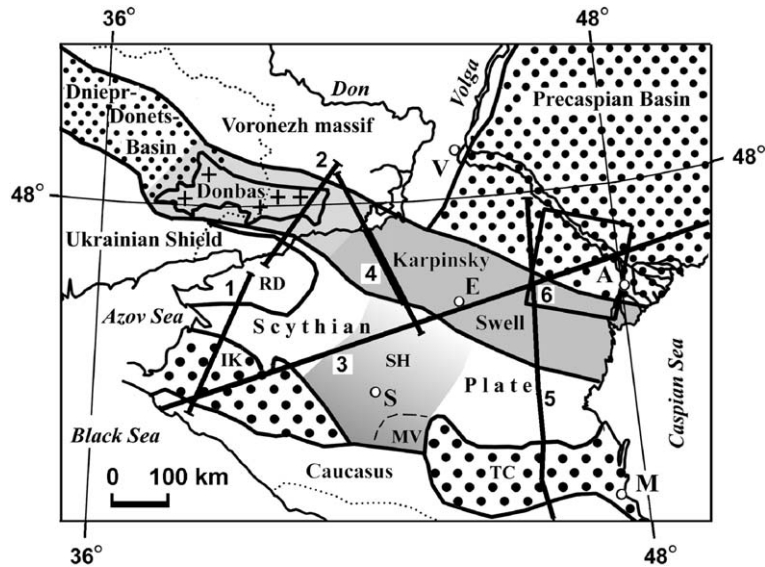 36°
48°
Dniepr-
Donets-
Basin
Don
Volga
Precaspian Basin
Voronezh massif
V
48°
48°
2
Donbas
Ukrainian Shield
Karpinsky
4
E
A
6
1
RD
Azov Sea
Scythian
Swell
IK
3
SH
Plate
5
Caspian Sea
S
Black Sea
MV
TC
M
0 100 km
Caucasus
36°
48°